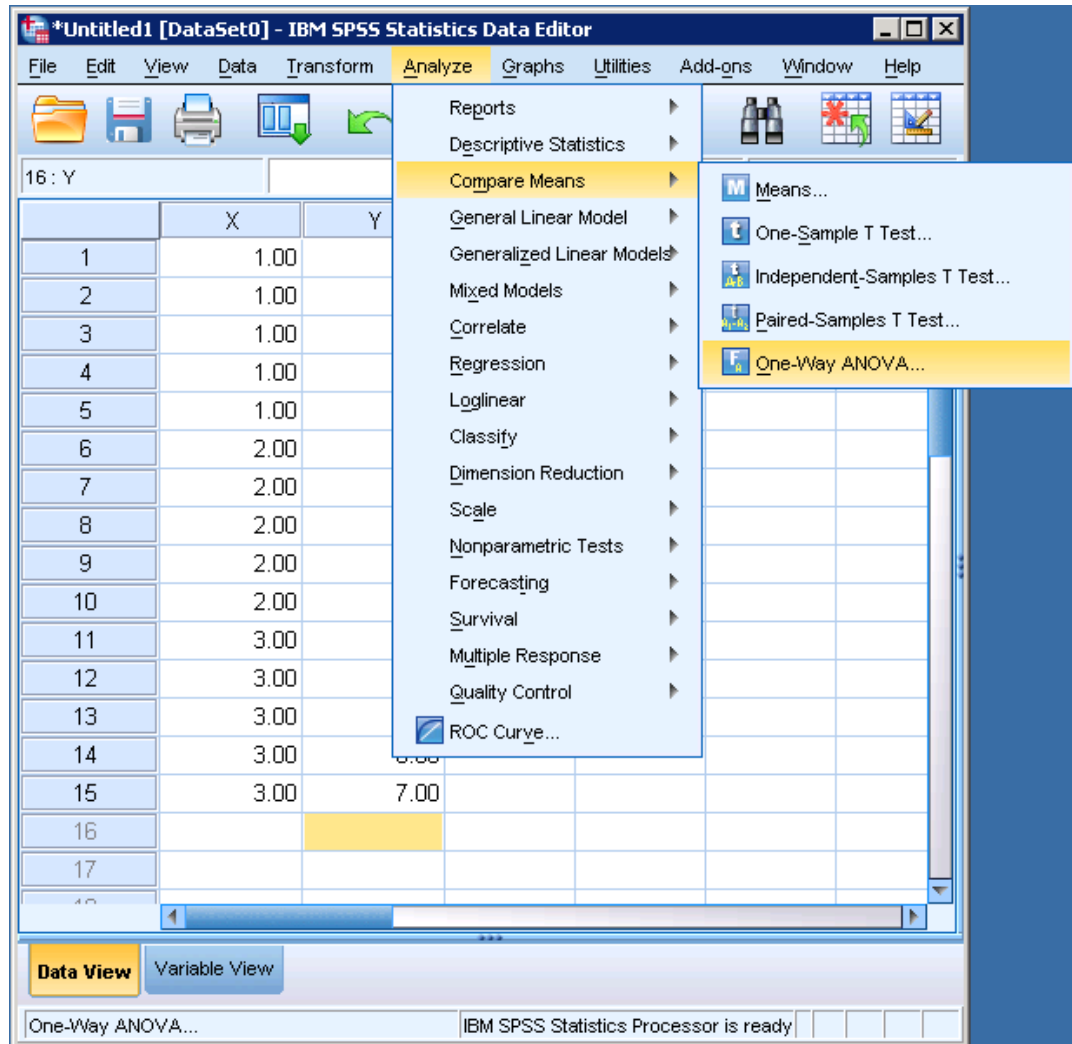 *Untitled1 [DataSet0] - IBM SPSS Statistics Data Editor
File Edit View Data Transform Analyze Graphs Utilities Add-ons Window Help
16 : Y
Reports
Descriptive Statistics
Compare Means
General Linear Model
Generalized Linear Models
Mixed Models
Correlate
Regression
Loglinear
Classify
Dimension Reduction
Scale
Nonparametric Tests
Forecasting
Survival
Multiple Response
Quality Control
ROC Curve...
M Means...
t One-Sample T Test...
Independent-Samples T Test...
Paired-Samples T Test...
One-Way ANOVA...
X Y
1 1.00
2 1.00
3 1.00
4 1.00
5 1.00
6 2.00
7 2.00
8 2.00
9 2.00
10 2.00
11 3.00
12 3.00
13 3.00
14 3.00
15 3.00 7.00
16
17
Data View Variable View
One-Way ANOVA... IBM SPSS Statistics Processor is ready